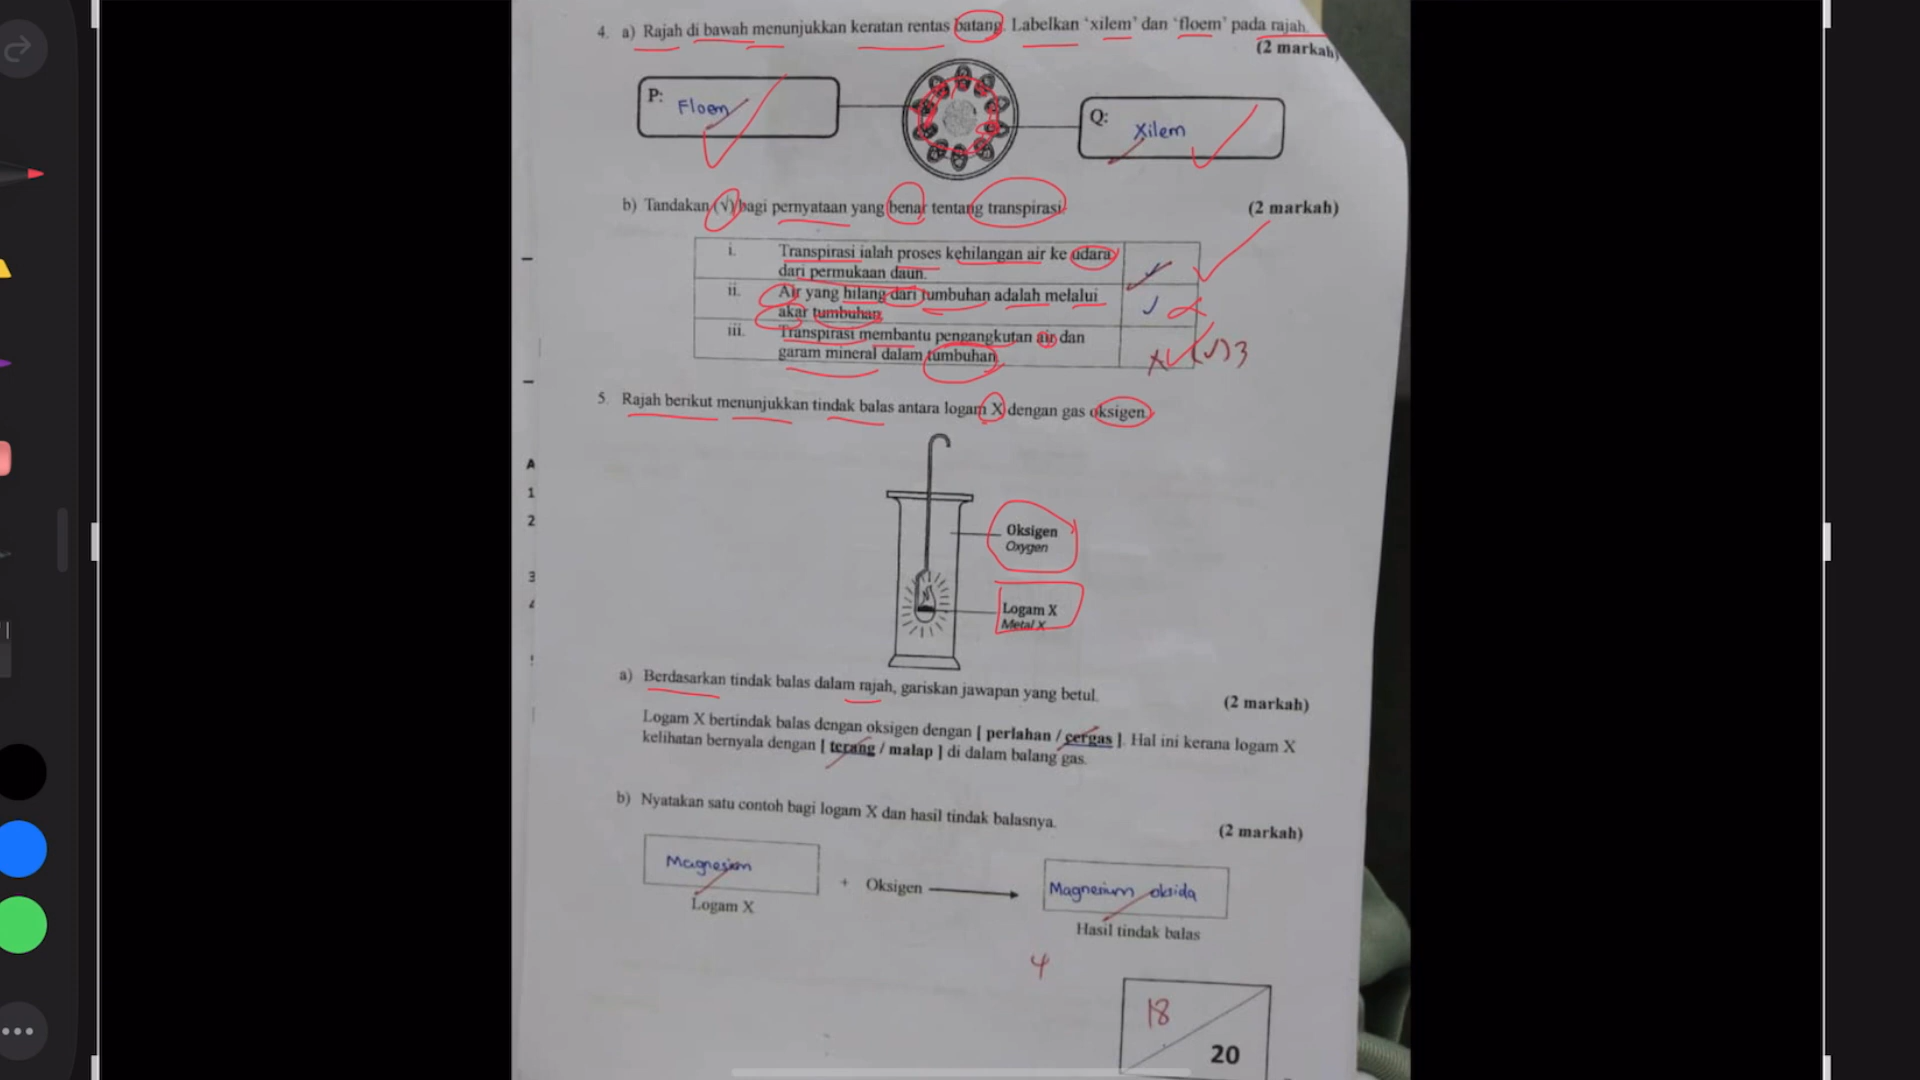 4. a) Rajah di bawah menunjukkan keratan rentas batang. Labelkan ‘xilem’ dan ‘floem’ pada rajah.
(2 markah)
P: Floem
Q: Xilem
b) Tandakan (√) bagi pernyataan yang benar tentang transpirasi
(2 markah)
i. Transpirasi ialah proses kehilangan air ke udara
dari permukaan daun.
ii. Air yang hilang dari tumbuhan adalah melalui
akar tumbuhan
iii. Transpirasi membantu pengangkutan air dan
garam mineral dalam tumbuhan
(√) 3
5. Rajah berikut menunjukkan tindak balas antara logam X dengan gas oksigen
A
1
2
3
Oksigen
Oxygen
Logam X
Metal X
a) Berdasarkan tindak balas dalam rajah, gariskan jawapan yang betul.
(2 markah)
Logam X bertindak balas dengan oksigen dengan [ perlahan / cergas ]. Hal ini kerana logam X
kelihatan bernyala dengan [ terang / malap ] di dalam balang gas.
b) Nyatakan satu contoh bagi logam X dan hasil tindak balasnya.
(2 markah)
Magnesium
+ Oksigen
Magnesium oksida
Logam X
Hasil tindak balas
4
18
20